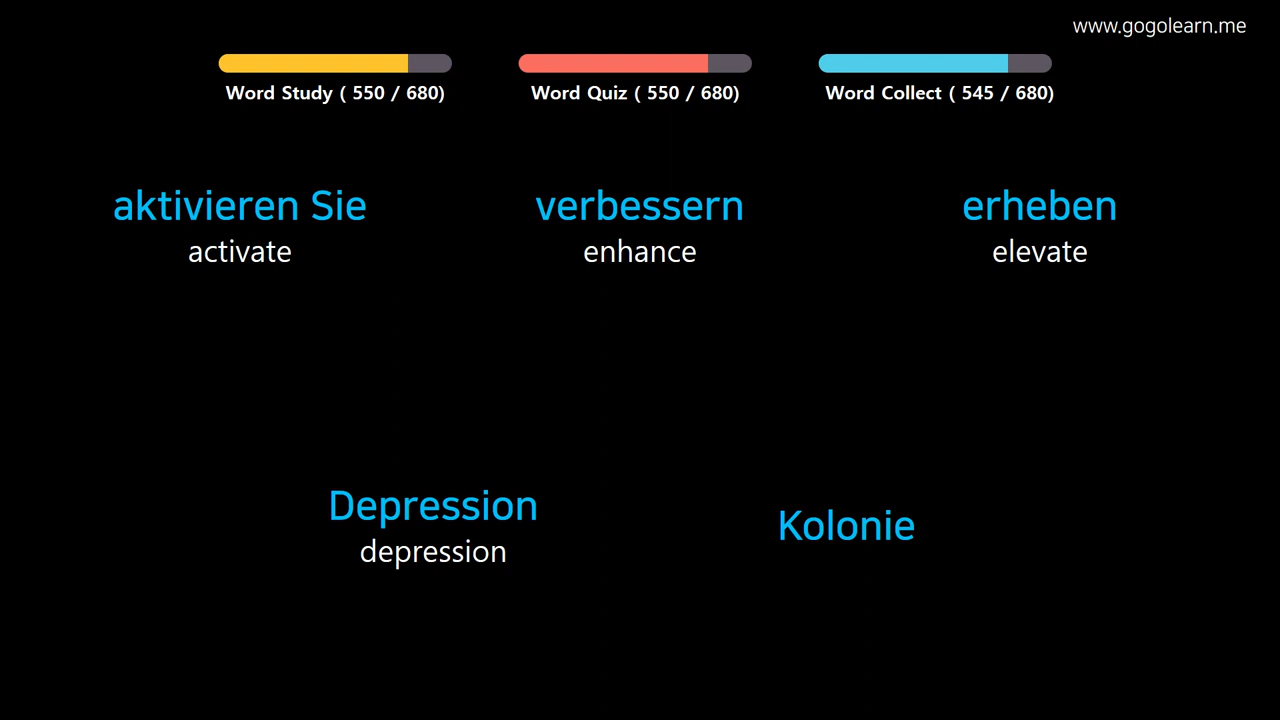 www.gogolearn.me
Word Study ( 550 / 680)
Word Quiz ( 550 / 680)
Word Collect ( 545 / 680)
aktivieren Sie
activate
verbessern
enhance
erheben
elevate
Depression
depression
Kolonie